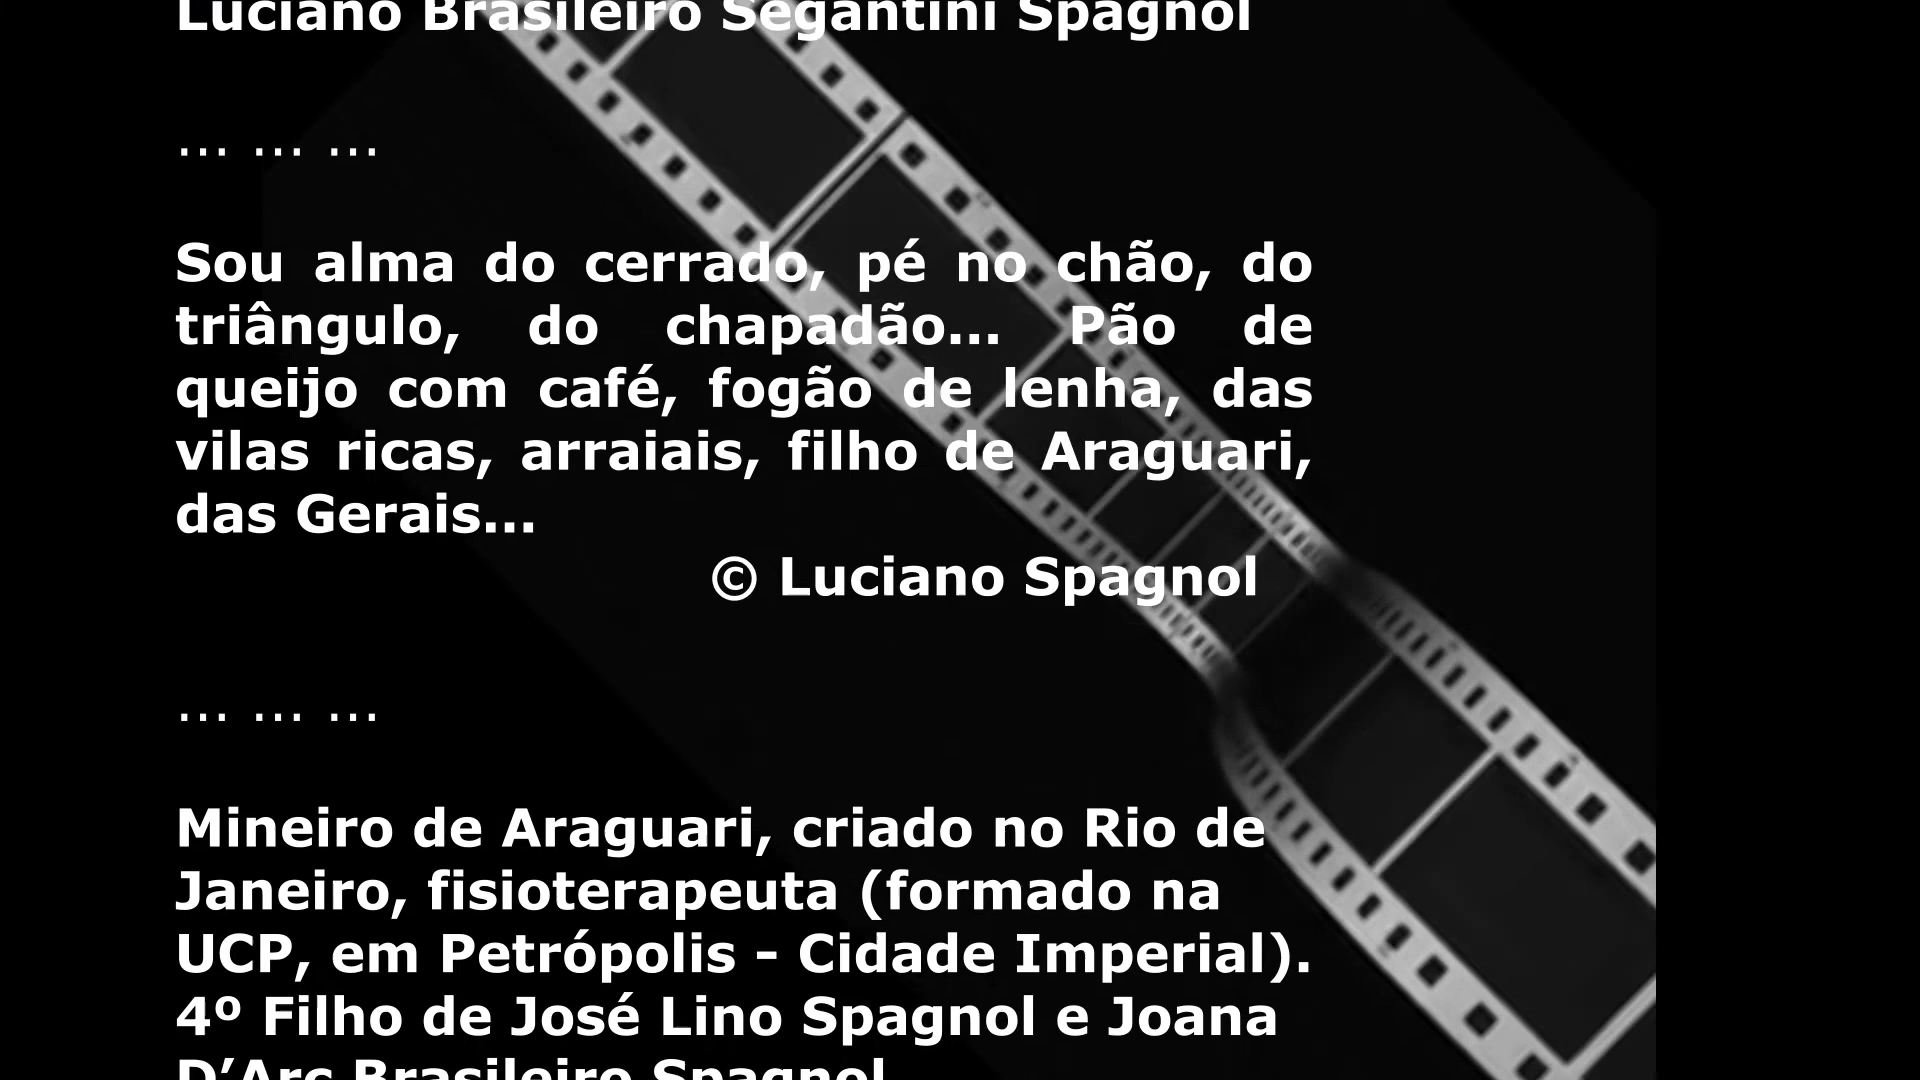 Luciano Brasileiro Segantini Spagnol
... ... ...
Sou alma do cerrado, pé no chão, do
triângulo, do chapadão... Pão de
queijo com café, fogão de lenha, das
vilas ricas, arraiais, filho de Araguari,
das Gerais...
© Luciano Spagnol
... ... ...
Mineiro de Araguari, criado no Rio de
Janeiro, fisioterapeuta (formado na
UCP, em Petrópolis – Cidade Imperial).
4º Filho de José Lino Spagnol e Joana
D’Arc Brasileiro Spagnol